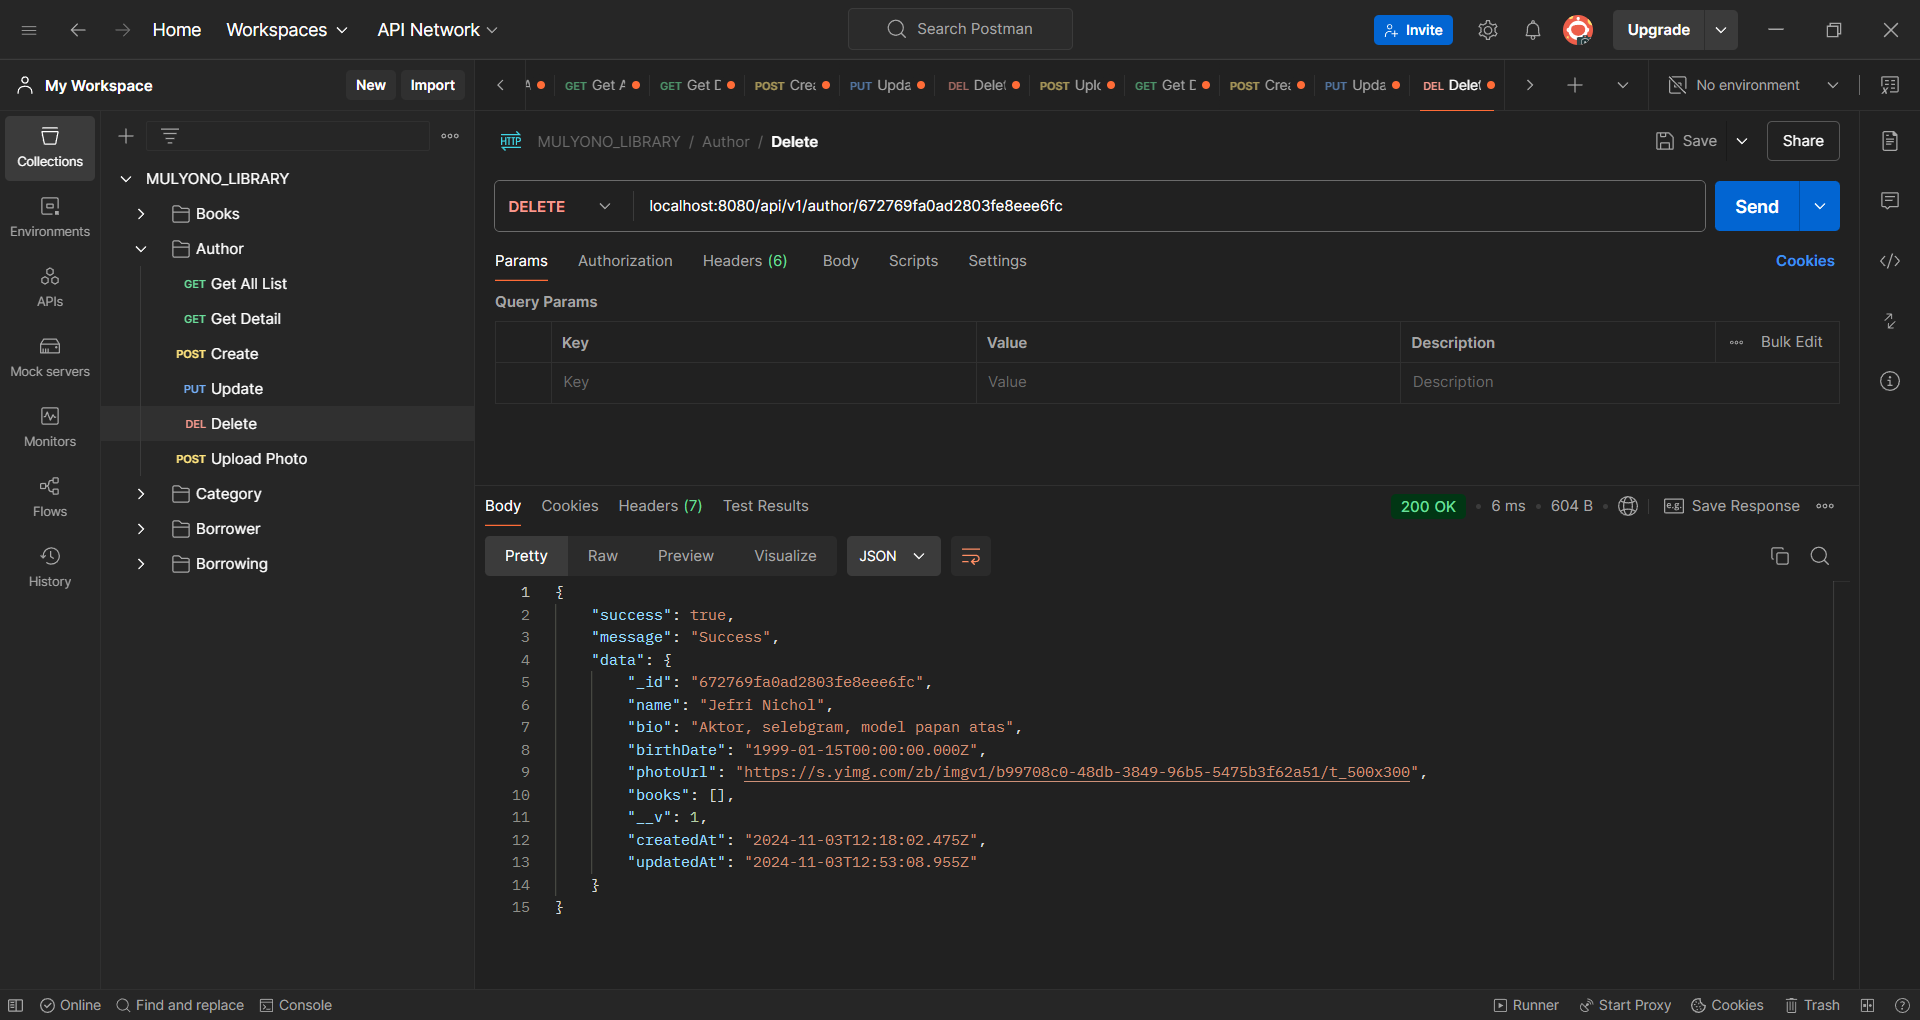 Home Workspaces API Network Search Postman Invite Upgrade
My Workspace New Import
GET Get A GET Get D POST Crea PUT Upda DEL Delet POST Uplo GET Get D POST Crea PUT Upda DEL Delet No environment
Collections
Environments
APIs
Mock servers
Monitors
Flows
History
MULYONO_LIBRARY
Books
Author
GET Get All List
GET Get Detail
POST Create
PUT Update
DEL Delete
POST Upload Photo
Category
Borrower
Borrowing
HTTP MULYONO_LIBRARY / Author / Delete Save Share
DELETE localhost:8080/api/v1/author/672769fa0ad2803fe8eee6fc Send
Params Authorization Headers (6) Body Scripts Settings Cookies
Query Params
Key Value Description Bulk Edit
Key Value Description
Body Cookies Headers (7) Test Results 200 OK • 6 ms • 604 B • e.g. Save Response
Pretty Raw Preview Visualize JSON
1 {
2 "success": true,
3 "message": "Success",
4 "data": {
5 "_id": "672769fa0ad2803fe8eee6fc",
6 "name": "Jefri Nichol",
7 "bio": "Aktor, selebgram, model papan atas",
8 "birthDate": "1999-01-15T00:00:00.000Z",
9 "photoUrl": "https://s.yimg.com/zb/imgv1/b99708c0-48db-3849-96b5-5475b3f62a51/t_500x300",
10 "books": [],
11 "__v": 1,
12 "createdAt": "2024-11-03T12:18:02.475Z",
13 "updatedAt": "2024-11-03T12:53:08.955Z"
14 }
15 }
Online Find and replace Console Runner Start Proxy Cookies Trash